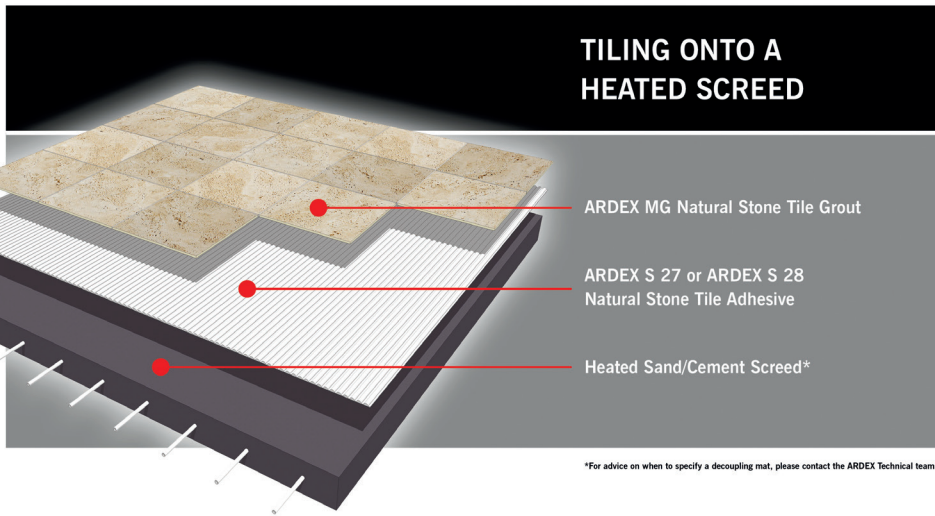 TILING ONTO A
HEATED SCREED
ARDEX MG Natural Stone Tile Grout
ARDEX S 27 or ARDEX S 28
Natural Stone Tile Adhesive
Heated Sand/Cement Screed*
*For advice on when to specify a decoupling mat, please contact the ARDEX Technical team